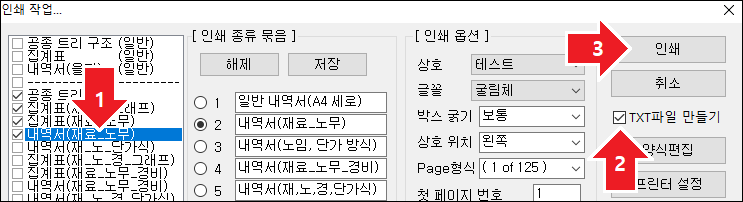 인쇄 작업...
공종 트리 구조 (일반)
집계표 (일반)
내역서(을 (일반)
공종 트리
집계표(재 래프)
집계표(재 노무)
내역서(재료_노무)
내역서(재_노_단가식)
집계표(재_노_경_그래프)
집계표(재료_노무_경비)
내역서(재료_노무_경비)
내역서(재_노_경_단가식)
1
[ 인쇄 종류 묶음 ]
해제
저장
1 일반 내역서(A4 세로)
2 내역서(재료_노무)
3 내역서(노임, 단가 방식)
4 내역서(재료_노무_경비)
5 내역서(재,노,경,단가식)
[ 인쇄 옵션 ]
상호 테스트
글꼴 굴림체
박스 굵기 보통
상호 위치 왼쪽
Page형식 ( 1 of 125 )
첫 페이지 번호 1
3
인쇄
취소
TXT파일 만들기
2
양식편집
프린터 설정